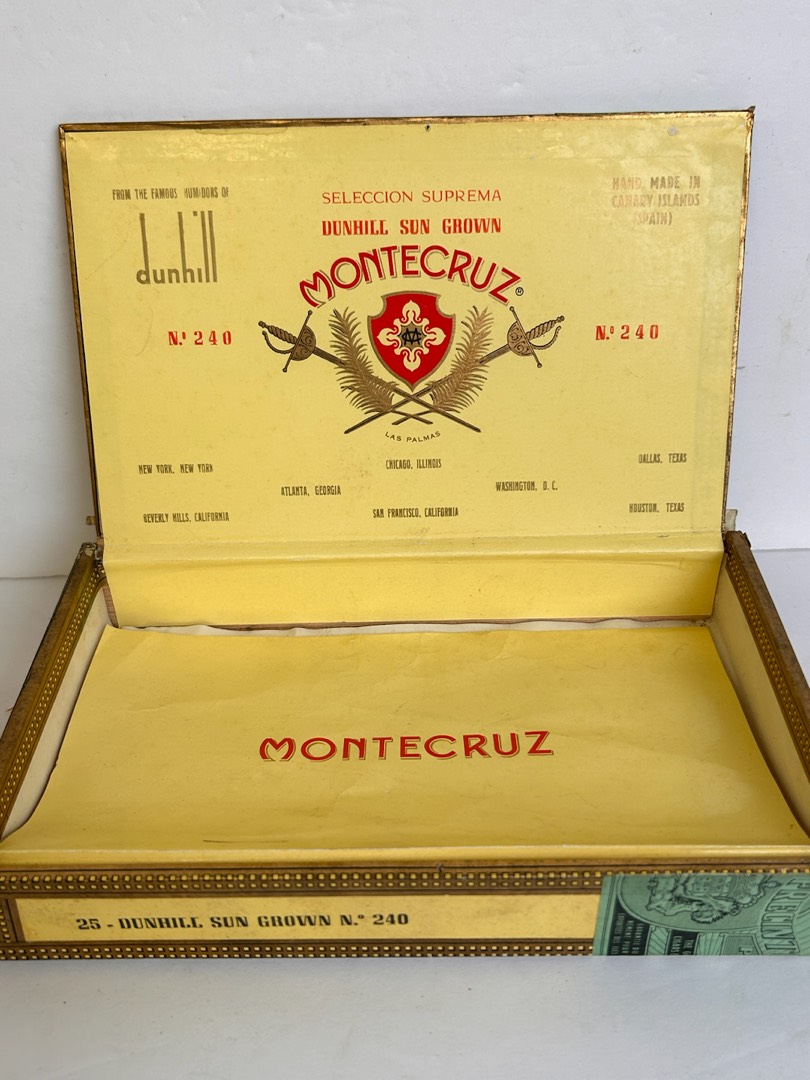 SELECCION SUPREMA
FROM THE FAMOUS HUMIDORS OF
dunhill
DUNHILL SUN GROWN
MONTECRUZ
HAND MADE IN
CANARY ISLANDS
(SPAIN)
N.º 240
N.º 240
LAS PALMAS
NEW YORK, NEW YORK
CHICAGO, ILLINOIS
DALLAS, TEXAS
ATLANTA, GEORGIA
WASHINGTON, D. C.
BEVERLY HILLS, CALIFORNIA
SAN FRANCISCO, CALIFORNIA
HOUSTON, TEXAS
MONTECRUZ
25 - DUNHILL SUN GROWN N.º 240